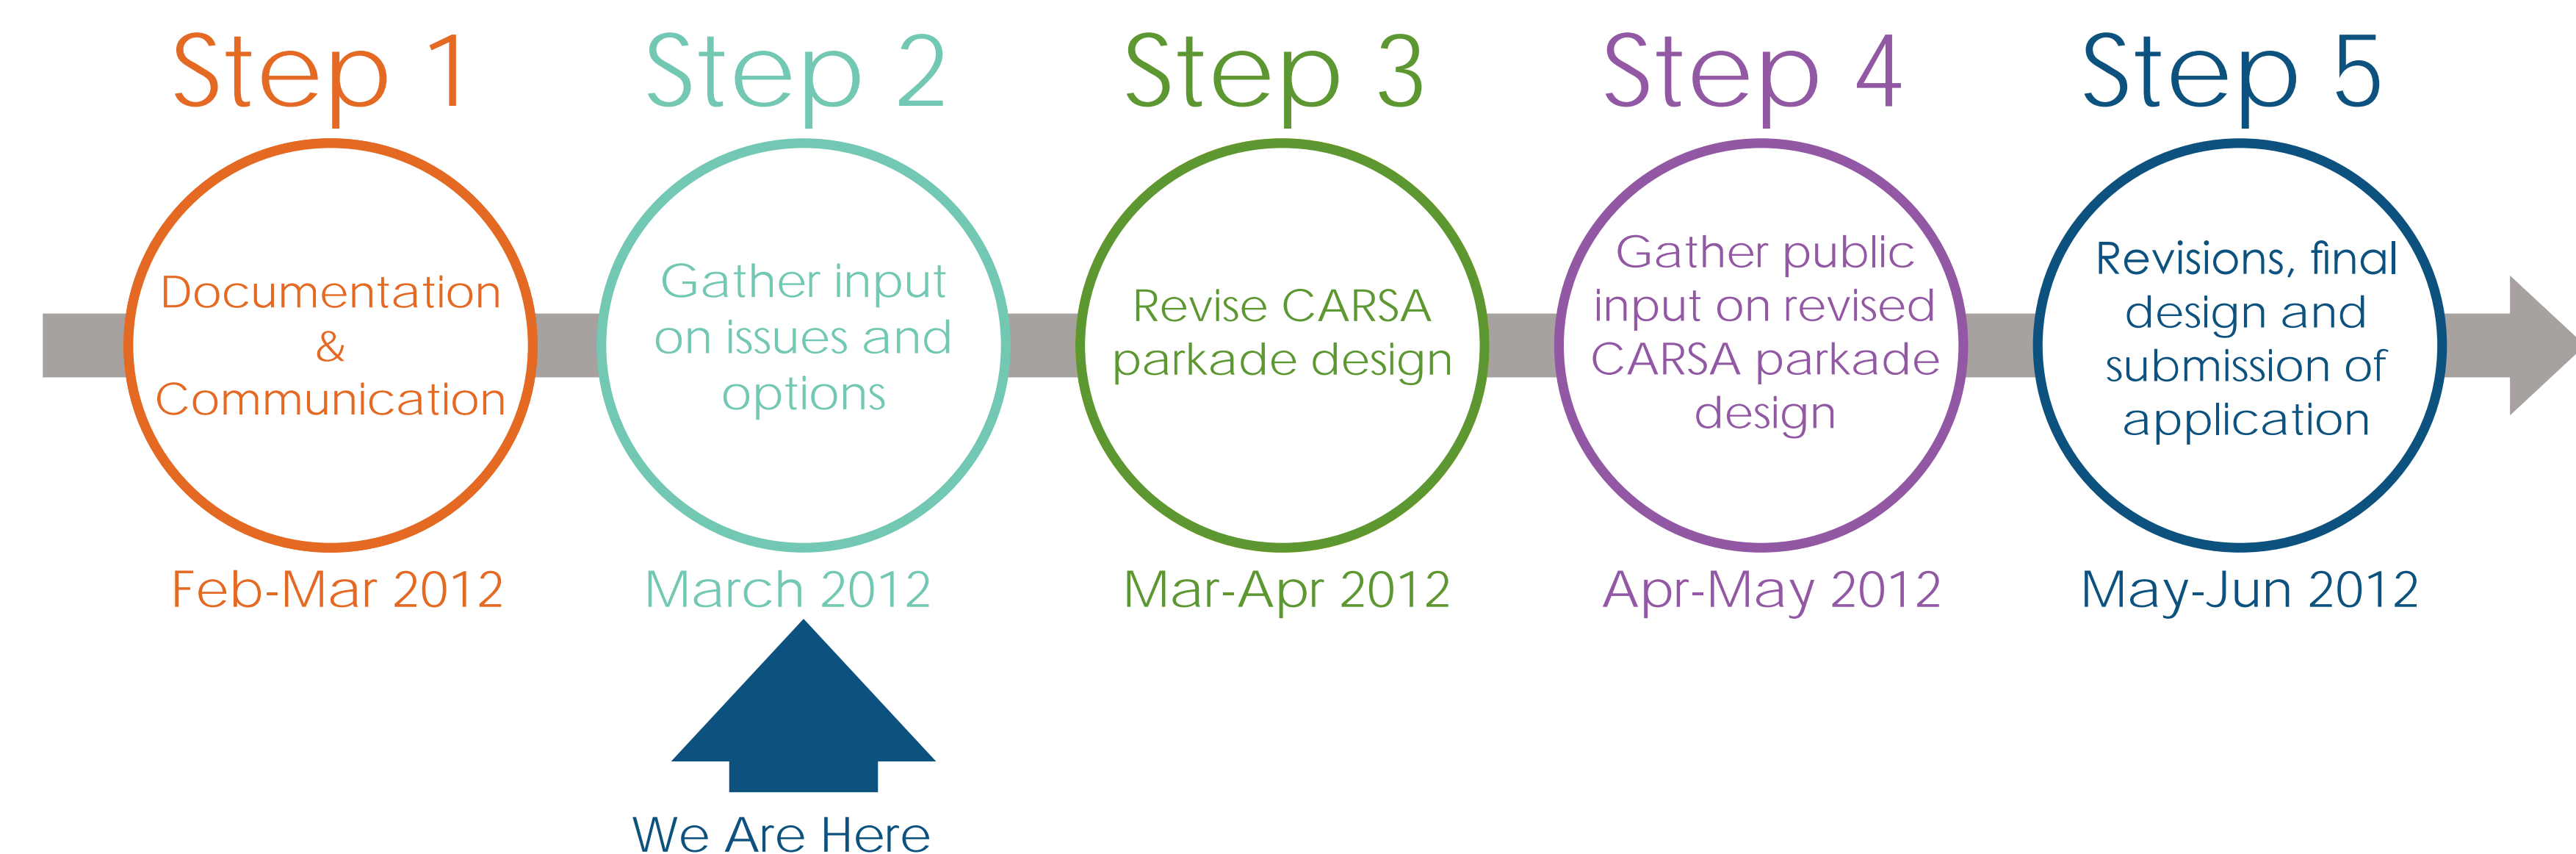 Step 1
Documentation
&
Communication
Feb-Mar 2012
Step 2
Gather input
on issues and
options
March 2012
We Are Here
Step 3
Revise CARSA
parkade design
Mar-Apr 2012
Step 4
Gather public
input on revised
CARSA parkade
design
Apr-May 2012
Step 5
Revisions, final
design and
submission of
application
May-Jun 2012